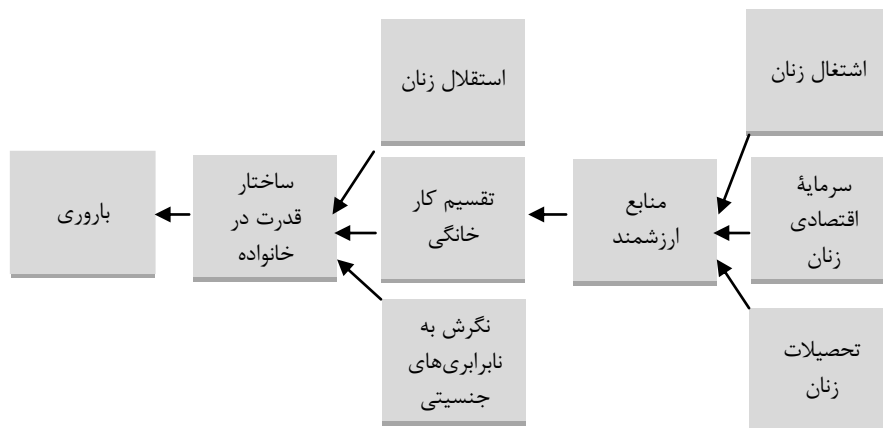 اشتغال زنان
سرمایهٔ
اقتصادی
زنان
تحصیلات
زنان
منابع
ارزشمند
استقلال زنان
تقسیم کار
خانگی
نگرش به
نابرابری‌های
جنسیتی
ساختار
قدرت در
خانواده
باروری